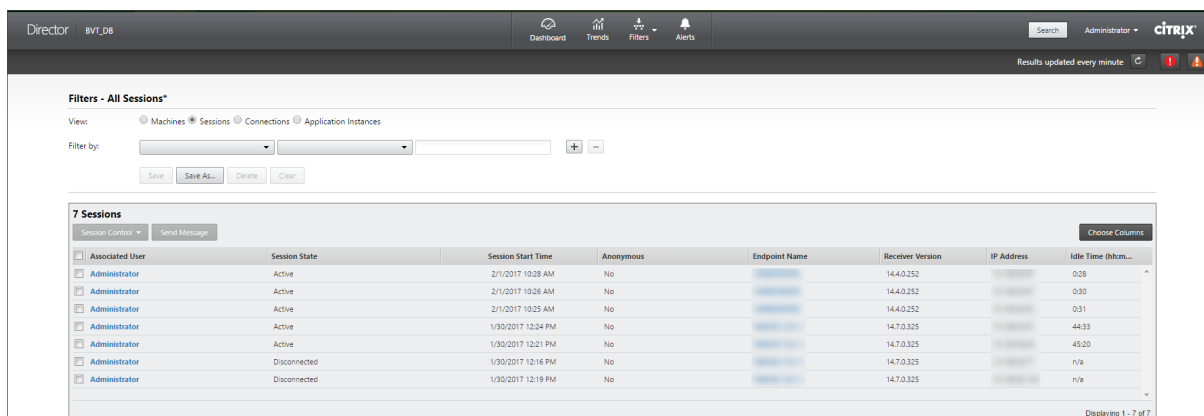 Director BVT_DB Dashboard Trends Filters Alerts Search Administrator CİTRIX
Results updated every minute
Filters - All Sessions*
View: Machines Sessions Connections Application Instances
Filter by:
Save Save As... Delete Clear
7 Sessions
Session Control Send Message Choose Columns
Associated User Session State Session Start Time Anonymous Endpoint Name Receiver Version IP Address Idle Time (hh:m...
Administrator Active 2/1/2017 10:28 AM No 14.4.0.252 0:28
Administrator Active 2/1/2017 10:26 AM No 14.4.0.252 0:30
Administrator Active 2/1/2017 10:25 AM No 14.4.0.252 0:31
Administrator Active 1/30/2017 12:24 PM No 14.7.0.325 44:33
Administrator Active 1/30/2017 12:21 PM No 14.7.0.325 45:20
Administrator Disconnected 1/30/2017 12:16 PM No 14.7.0.325 n/a
Administrator Disconnected 1/30/2017 12:19 PM No 14.7.0.325 n/a
Displaying 1 - 7 of 7